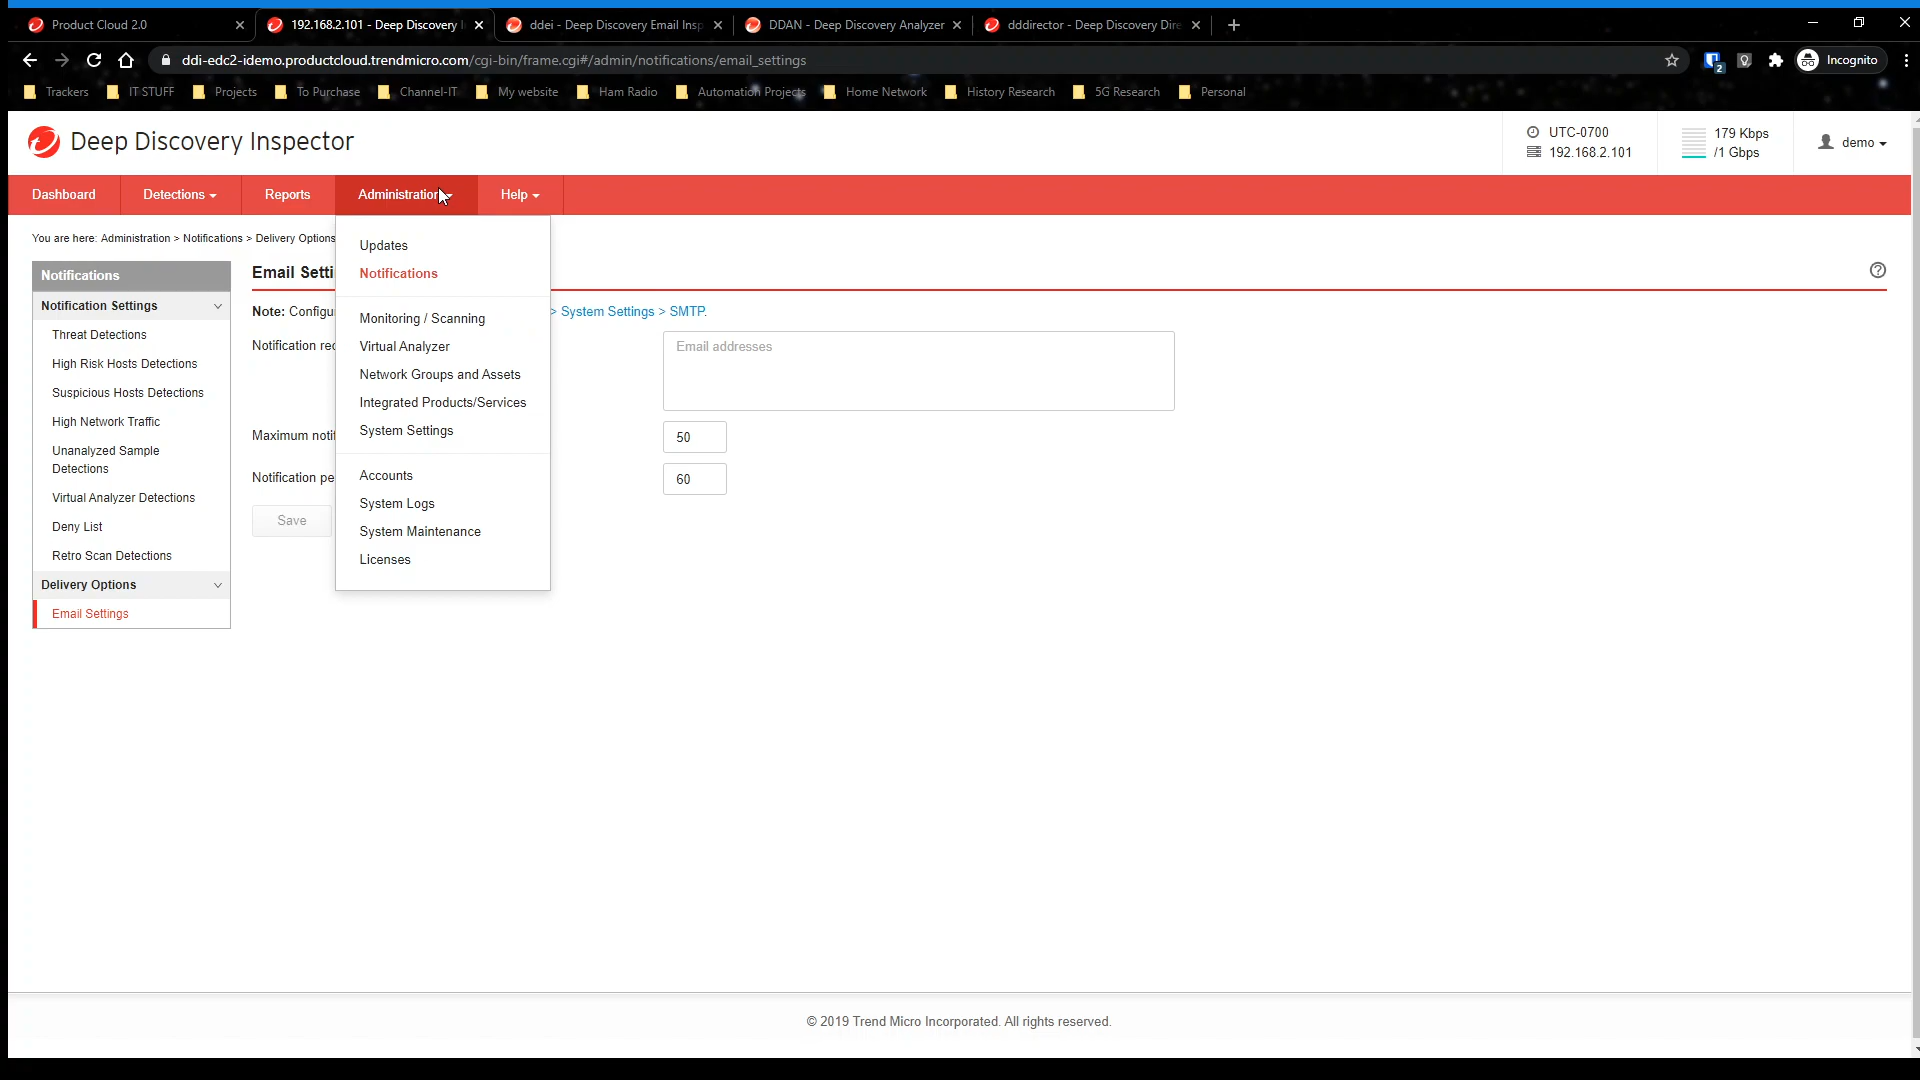 Product Cloud 2.0
192.168.2.101 - Deep Discovery I
ddei - Deep Discovery Email Insp
DDAN - Deep Discovery Analyzer
dddirector - Deep Discovery Dire
ddi-edc2-idemo.productcloud.trendmicro.com/cgi-bin/frame.cgi#/admin/notifications/email_settings
2
Incognito
Trackers
IT STUFF
Projects
To Purchase
Channel-IT
My website
Ham Radio
Automation Projects
Home Network
History Research
5G Research
Personal
Deep Discovery Inspector
UTC-0700
192.168.2.101
179 Kbps
/1 Gbps
demo
Dashboard
Detections
Reports
Administration
Help
You are here: Administration > Notifications > Delivery Options
Notifications
Notification Settings
Threat Detections
High Risk Hosts Detections
Suspicious Hosts Detections
High Network Traffic
Unanalyzed Sample
Detections
Virtual Analyzer Detections
Deny List
Retro Scan Detections
Delivery Options
Email Settings
Updates
Notifications
Monitoring / Scanning
Virtual Analyzer
Network Groups and Assets
Integrated Products/Services
System Settings
Accounts
System Logs
System Maintenance
Licenses
Email Setti
Note: Configu
> System Settings > SMTP.
Notification rec
Email addresses
Maximum notif
50
Notification pe
60
Save
© 2019 Trend Micro Incorporated. All rights reserved.